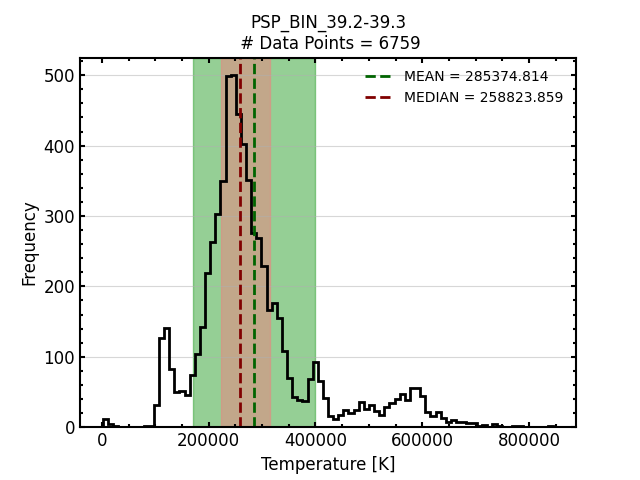 PSP_BIN_39.2-39.3
# Data Points = 6759
MEAN = 285374.814
MEDIAN = 258823.859
500
400
300
200
100
0
Frequency
0 200000 400000 600000 800000
Temperature [K]